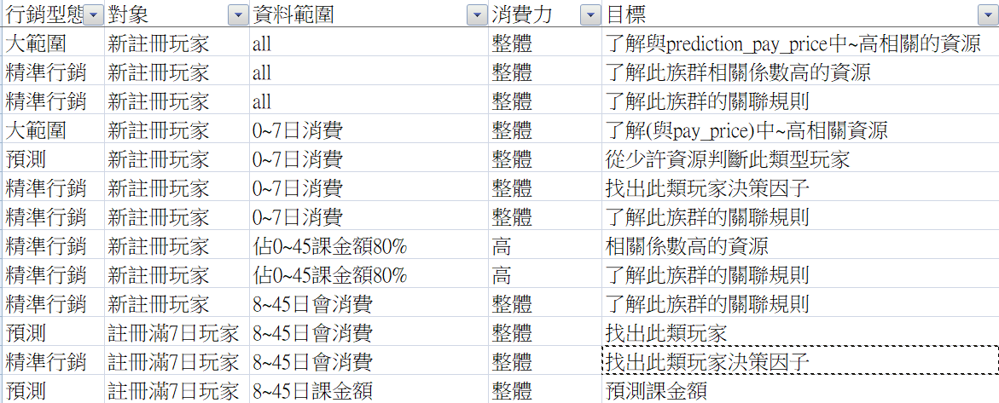 行銷型態 對象 資料範圍 消費力 目標
大範圍 新註冊玩家 all 整體 了解與prediction_pay_price中~高相關的資源
精準行銷 新註冊玩家 all 整體 了解此族群相關係數高的資源
精準行銷 新註冊玩家 all 整體 了解此族群的關聯規則
大範圍 新註冊玩家 0~7日消費 整體 了解(與pay_price)中~高相關資源
預測 新註冊玩家 0~7日消費 整體 從少許資源判斷此類型玩家
精準行銷 新註冊玩家 0~7日消費 整體 找出此類玩家決策因子
精準行銷 新註冊玩家 0~7日消費 整體 了解此族群的關聯規則
精準行銷 新註冊玩家 佔0~45課金額80% 高 相關係數高的資源
精準行銷 新註冊玩家 佔0~45課金額80% 高 了解此族群的關聯規則
精準行銷 新註冊玩家 8~45日會消費 整體 了解此族群的關聯規則
預測 註冊滿7日玩家 8~45日會消費 整體 找出此類玩家
精準行銷 註冊滿7日玩家 8~45日會消費 整體 找出此類玩家決策因子
預測 註冊滿7日玩家 8~45日課金額 整體 預測課金額